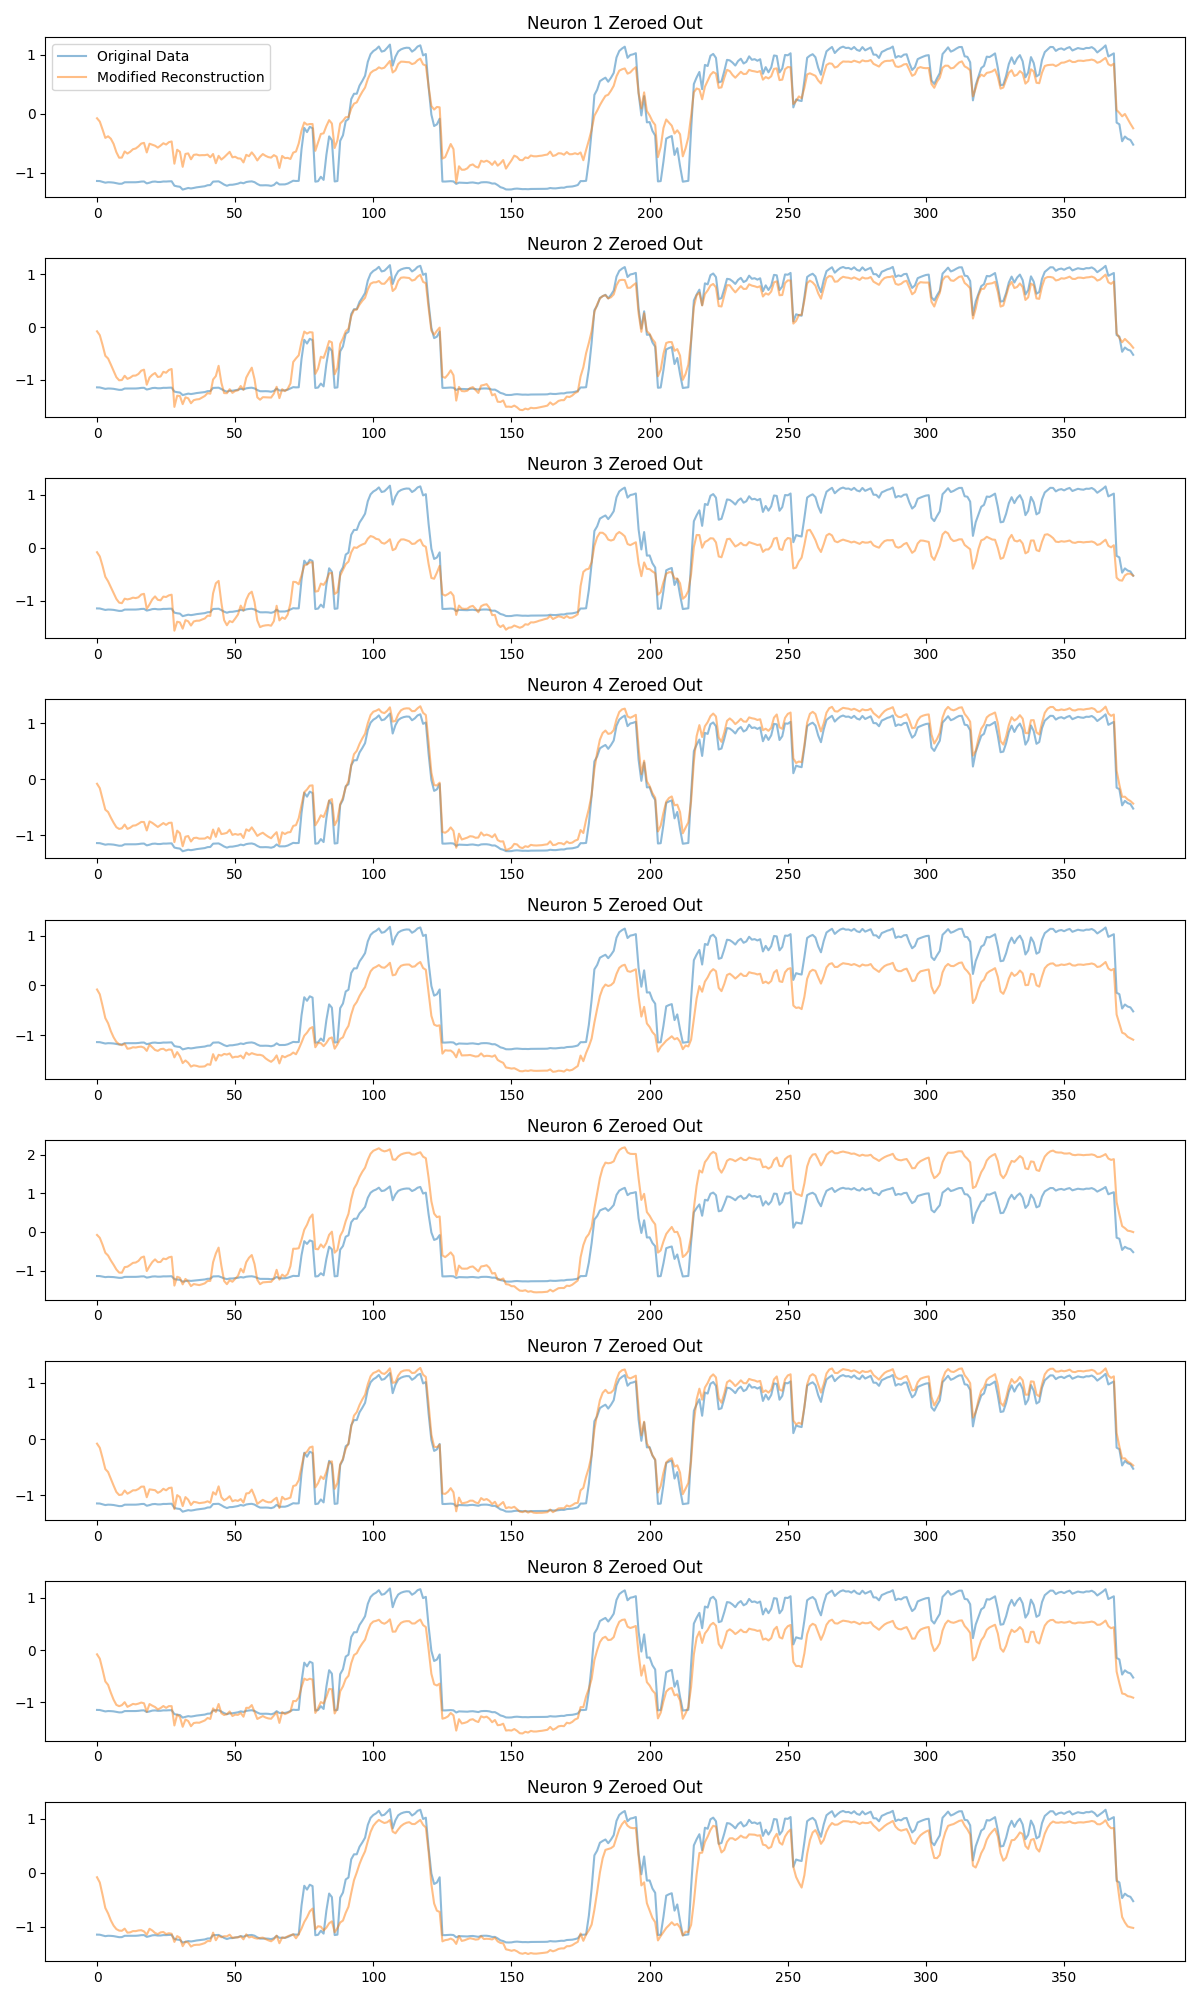 Neuron 1 Zeroed Out
Original Data
Modified Reconstruction
1
0
−1
0 50 100 150 200 250 300 350
Neuron 2 Zeroed Out
1
0
−1
0 50 100 150 200 250 300 350
Neuron 3 Zeroed Out
1
0
−1
0 50 100 150 200 250 300 350
Neuron 4 Zeroed Out
1
0
−1
0 50 100 150 200 250 300 350
Neuron 5 Zeroed Out
1
0
−1
0 50 100 150 200 250 300 350
Neuron 6 Zeroed Out
2
1
0
−1
0 50 100 150 200 250 300 350
Neuron 7 Zeroed Out
1
0
−1
0 50 100 150 200 250 300 350
Neuron 8 Zeroed Out
1
0
−1
0 50 100 150 200 250 300 350
Neuron 9 Zeroed Out
1
0
−1
0 50 100 150 200 250 300 350